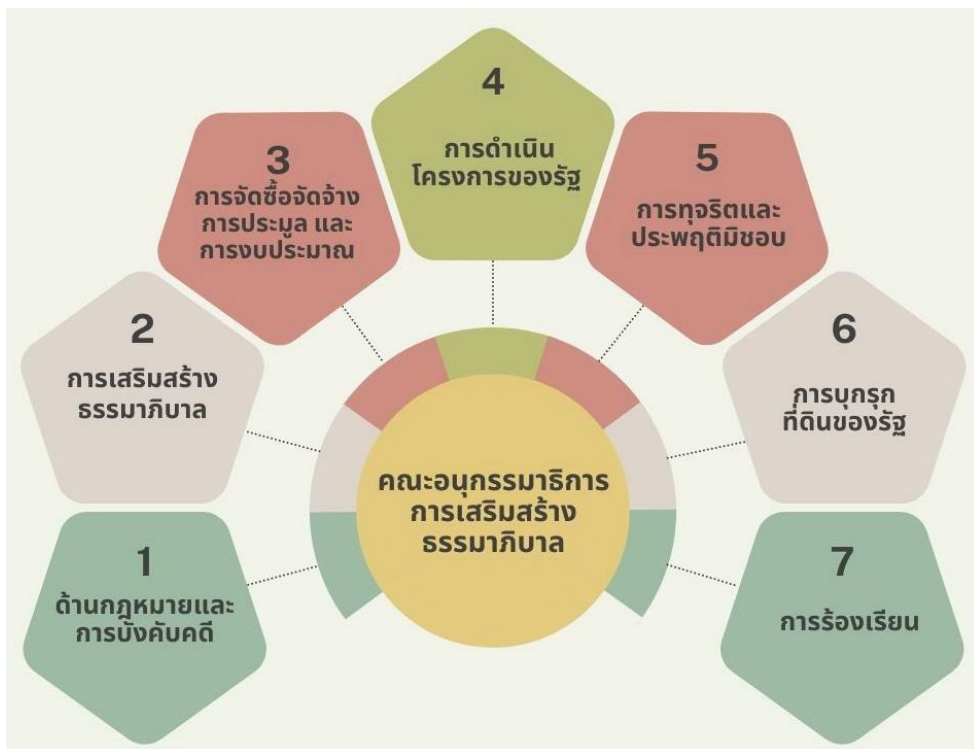 1
ด้านกฎหมายและ
การบังคับคดี
2
การเสริมสร้าง
ธรรมาภิบาล
3
การจัดซื้อจัดจ้าง
การประมูล และ
การงบประมาณ
4
การดำเนิน
โครงการของรัฐ
5
การทุจริตและ
ประพฤติมิชอบ
6
การบุกรุก
ที่ดินของรัฐ
7
การร้องเรียน
คณะอนุกรรมาธิการ
การเสริมสร้าง
ธรรมาภิบาล